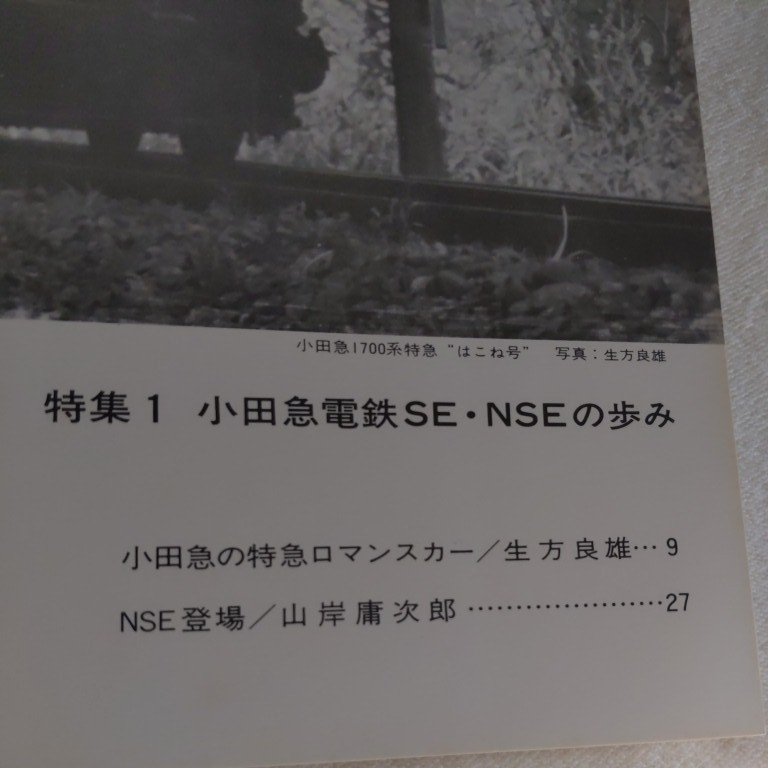 小田急1700系特急“はこね号”　写真：生方良雄
特集1　小田急電鉄SE・NSEの歩み
小田急の特急ロマンスカー／生方良雄…9
NSE登場／山岸庸次郎……………………27